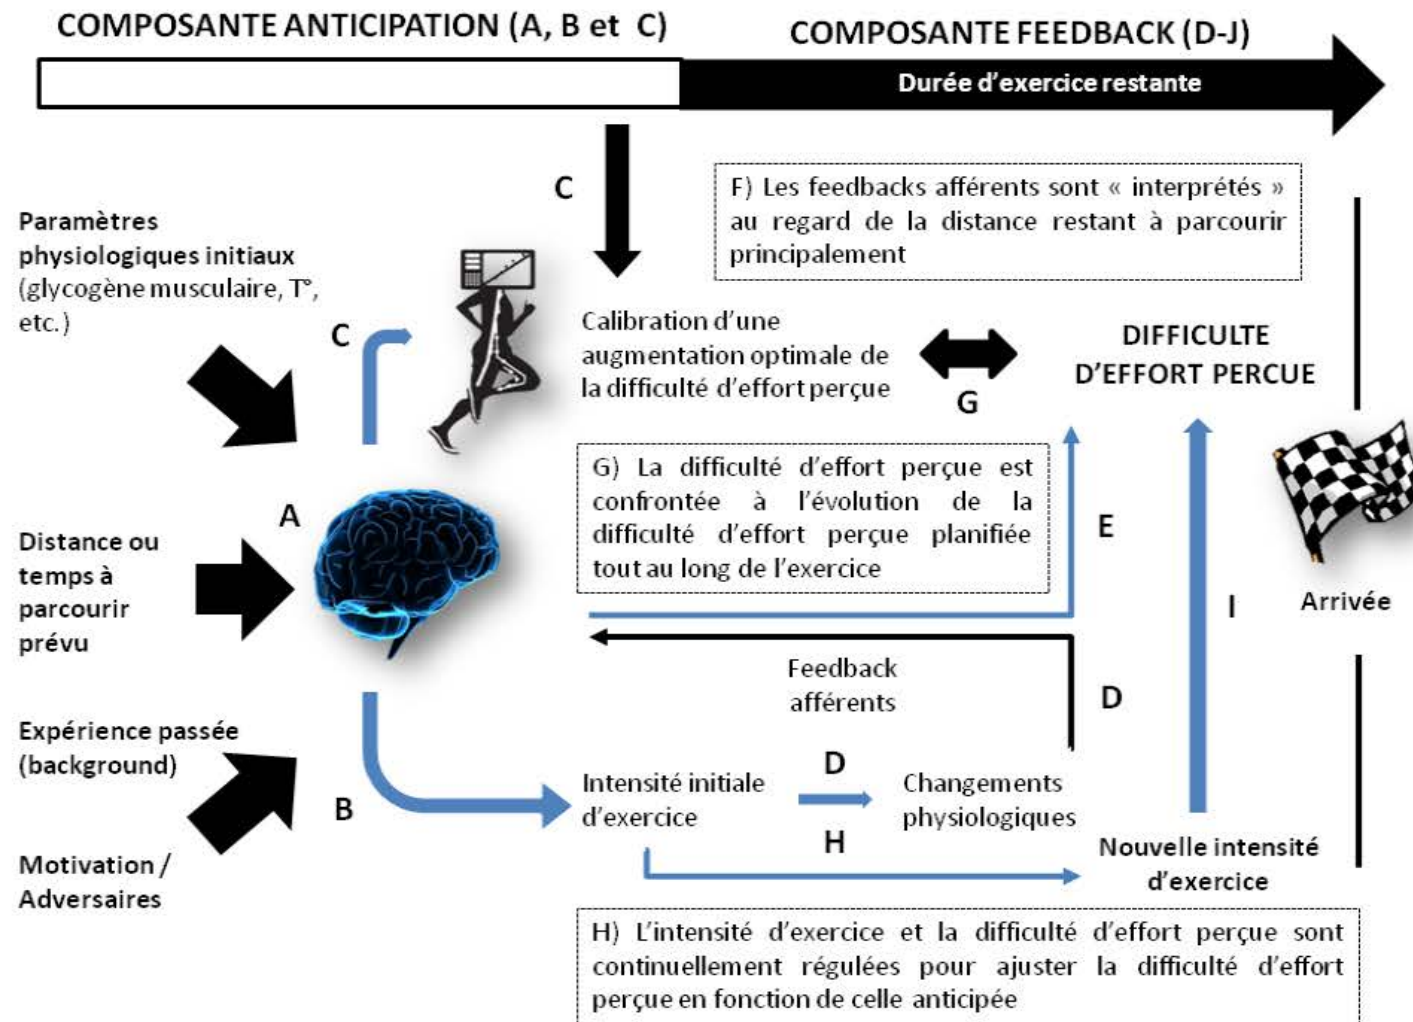 COMPOSANTE ANTICIPATION (A, B et C)
COMPOSANTE FEEDBACK (D-J)
Durée d'exercice restante
C
F) Les feedbacks afférents sont « interprétés »
au regard de la distance restant à parcourir
principalement
Paramètres
physiologiques initiaux
(glycogène musculaire, T°,
etc.)
C
Calibration d'une
augmentation optimale de
la difficulté d'effort perçue
G
DIFFICULTE
D'EFFORT PERCUE
G) La difficulté d'effort perçue est
confrontée à l'évolution de la
difficulté d'effort perçue planifiée
tout au long de l'exercice
A
E
Distance ou
temps à
parcourir
prévu
I
Arrivée
Feedback
afférents
D
Expérience passée
(background)
B
Intensité initiale
d'exercice
D
H
Changements
physiologiques
Nouvelle intensité
d'exercice
Motivation /
Adversaires
H) L'intensité d'exercice et la difficulté d'effort perçue sont
continuellement régulées pour ajuster la difficulté d'effort
perçue en fonction de celle anticipée